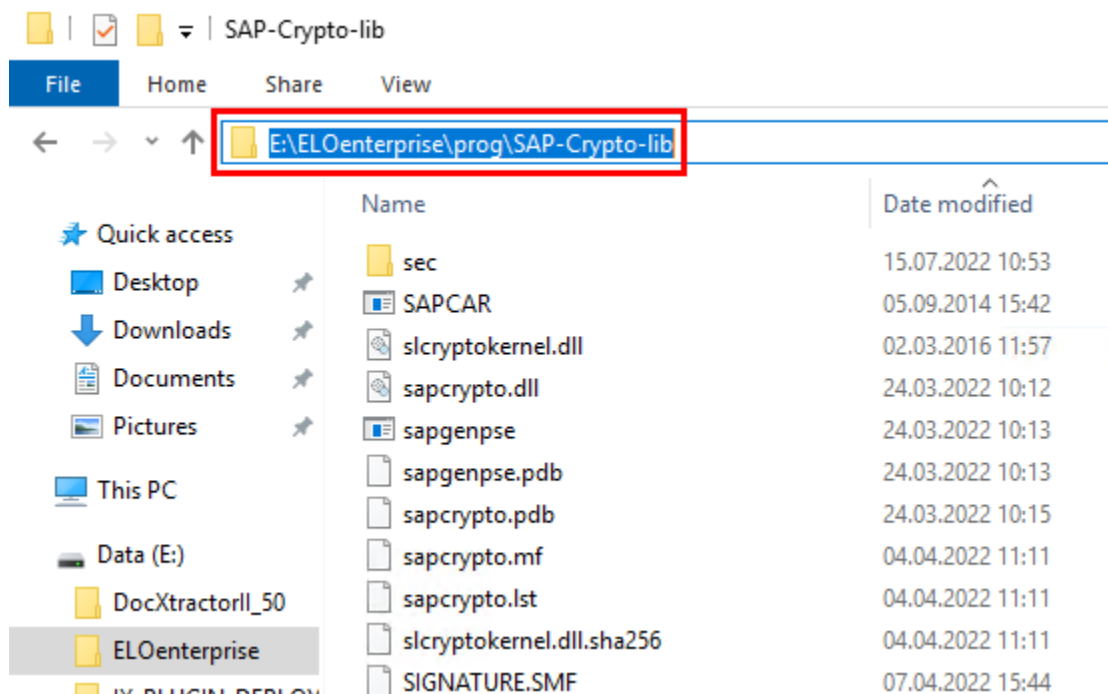 SAP-Crypto-lib
File Home Share View
E:\ELOenterprise\prog\SAP-Crypto-lib
Name Date modified
Quick access
Desktop
Downloads
Documents
Pictures
This PC
Data (E:)
DocXtractorII_50
ELOenterprise
sec 15.07.2022 10:53
SAPCAR 05.09.2014 15:42
slcryptokernel.dll 02.03.2016 11:57
sapcrypto.dll 24.03.2022 10:12
sapgenpse 24.03.2022 10:13
sapgenpse.pdb 24.03.2022 10:13
sapcrypto.pdb 24.03.2022 10:15
sapcrypto.mf 04.04.2022 11:11
sapcrypto.lst 04.04.2022 11:11
slcryptokernel.dll.sha256 04.04.2022 11:11
SIGNATURE.SMF 07.04.2022 15:44